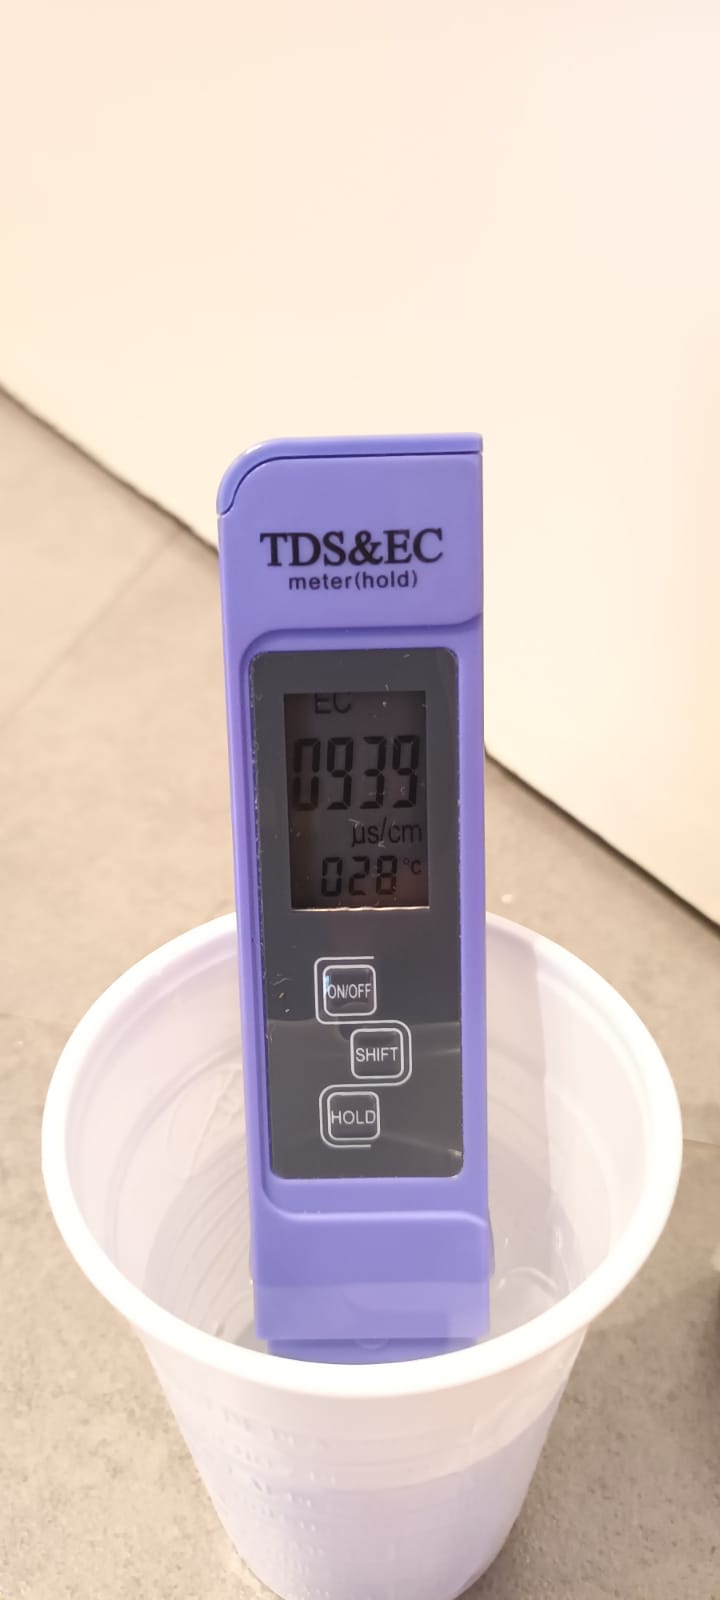 TDS&EC
meter(hold)
EC
0939
µs/cm
028°c
ON/OFF
SHIFT
HOLD